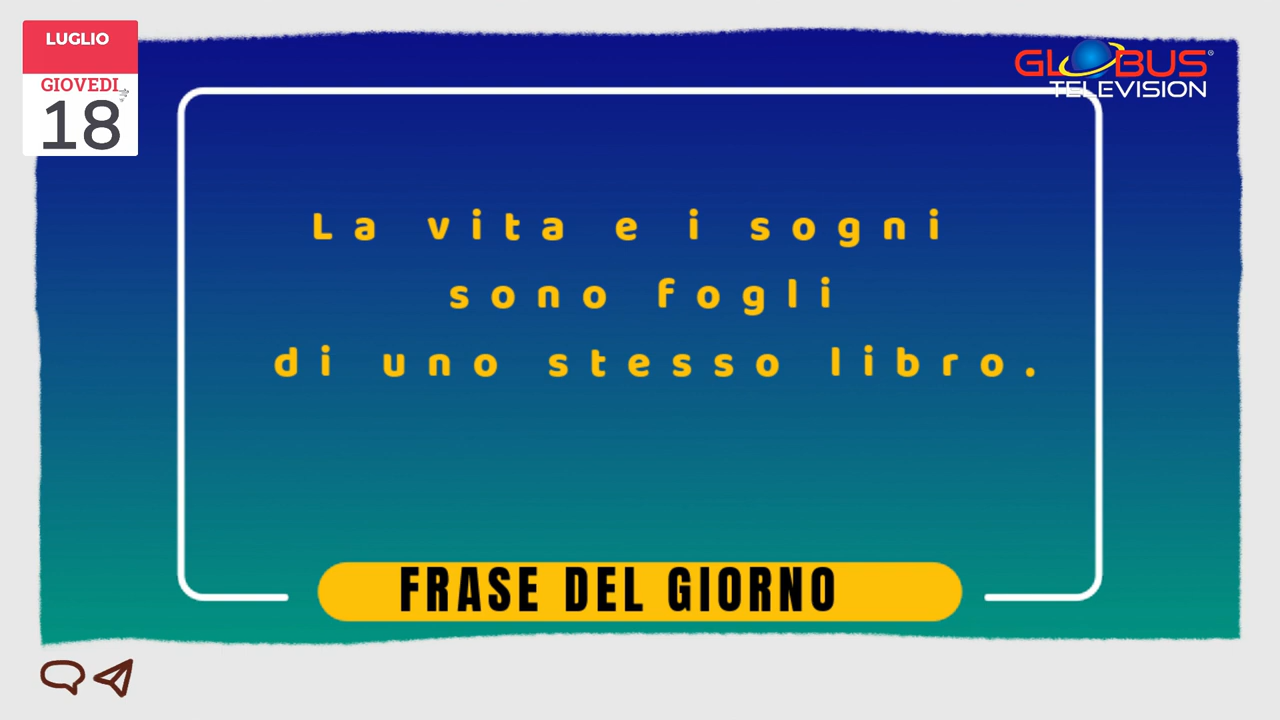 LUGLIO
GIOVEDI
18
GLOBUS®
TELEVISION
La vita e i sogni
sono fogli
di uno stesso libro.
FRASE DEL GIORNO